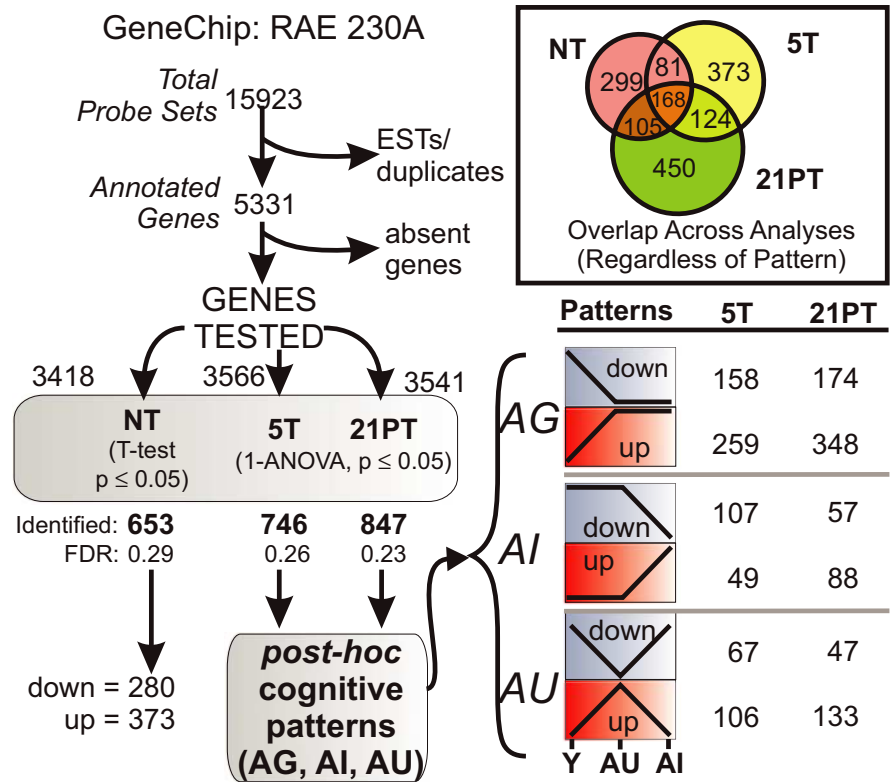 GeneChip: RAE 230A
Total
Probe Sets
15923
ESTs/
duplicates
Annotated
Genes
5331
absent
genes
GENES
TESTED
3418
3566
3541
NT
(T-test
p ≤ 0.05)
5T 21PT
(1-ANOVA, p ≤ 0.05)
Identified: 653 746 847
FDR: 0.29 0.26 0.23
down = 280
up = 373
post-hoc
cognitive
patterns
(AG, AI, AU)
NT
5T
299
81
373
168
105
124
450
21PT
Overlap Across Analyses
(Regardless of Pattern)
Patterns 5T 21PT
AG
down 158 174
up 259 348
AI
down 107 57
up 49 88
AU
down 67 47
up 106 133
Y AU AI